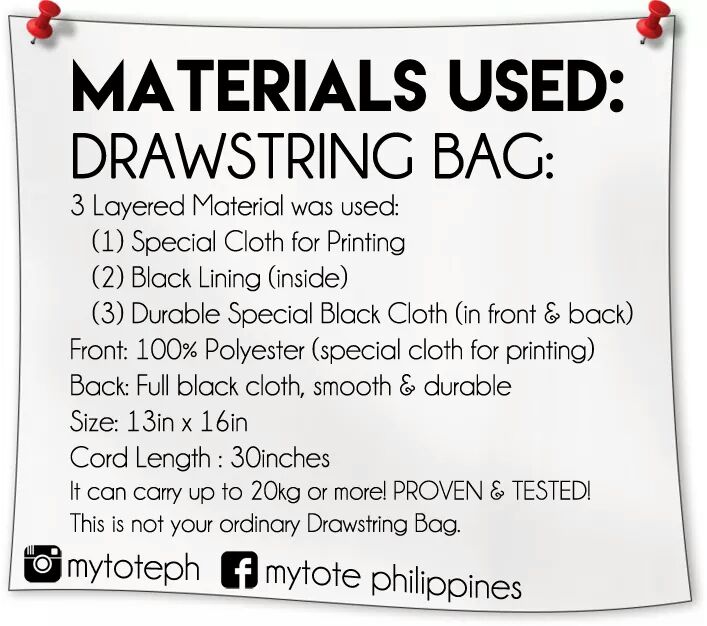 MATERIALS USED:
DRAWSTRING BAG:
3 Layered Material was used:
(1) Special Cloth for Printing
(2) Black Lining (inside)
(3) Durable Special Black Cloth (in front & back)
Front: 100% Polyester (special cloth for printing)
Back: Full black cloth, smooth & durable
Size: 13in x 16in
Cord Length : 30inches
It can carry up to 20kg or more! PROVEN & TESTED!
This is not your ordinary Drawstring Bag.
mytoteph f mytote philippines